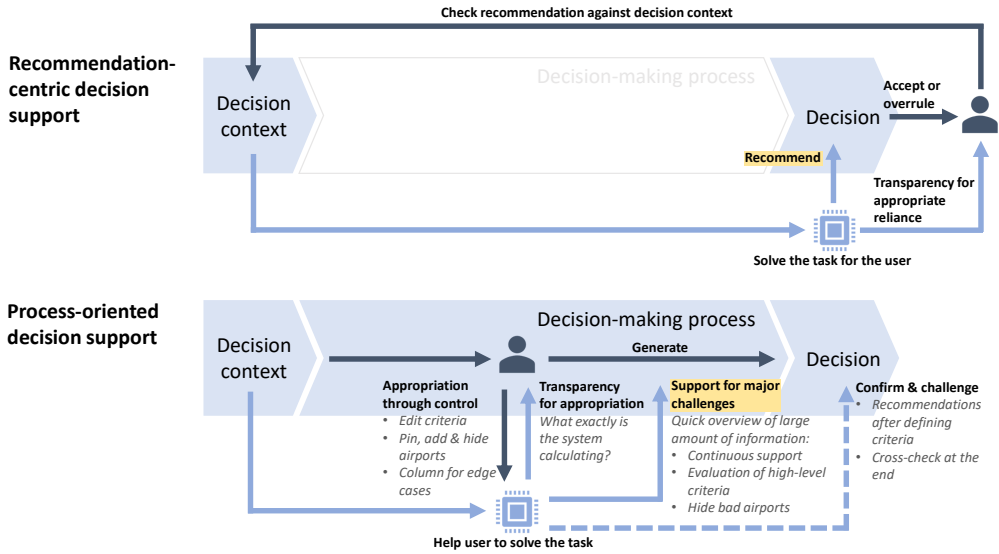 Check recommendation against decision context
Recommendation-
centric decision
support
Decision-making process
Decision
context
Decision
Accept or
overrule
Recommend
Transparency for
appropriate
reliance
Solve the task for the user
Process-oriented
decision support
Decision-making process
Decision
context
Generate
Decision
Appropriation
through control
• Edit criteria
• Pin, add & hide
airports
• Column for edge
cases
Transparency
for appropriation
What exactly is
the system
calculating?
Support for major
challenges
Quick overview of large
amount of information:
• Continuous support
• Evaluation of high-level
criteria
• Hide bad airports
Confirm & challenge
• Recommendations
after defining
criteria
• Cross-check at the
end
Help user to solve the task